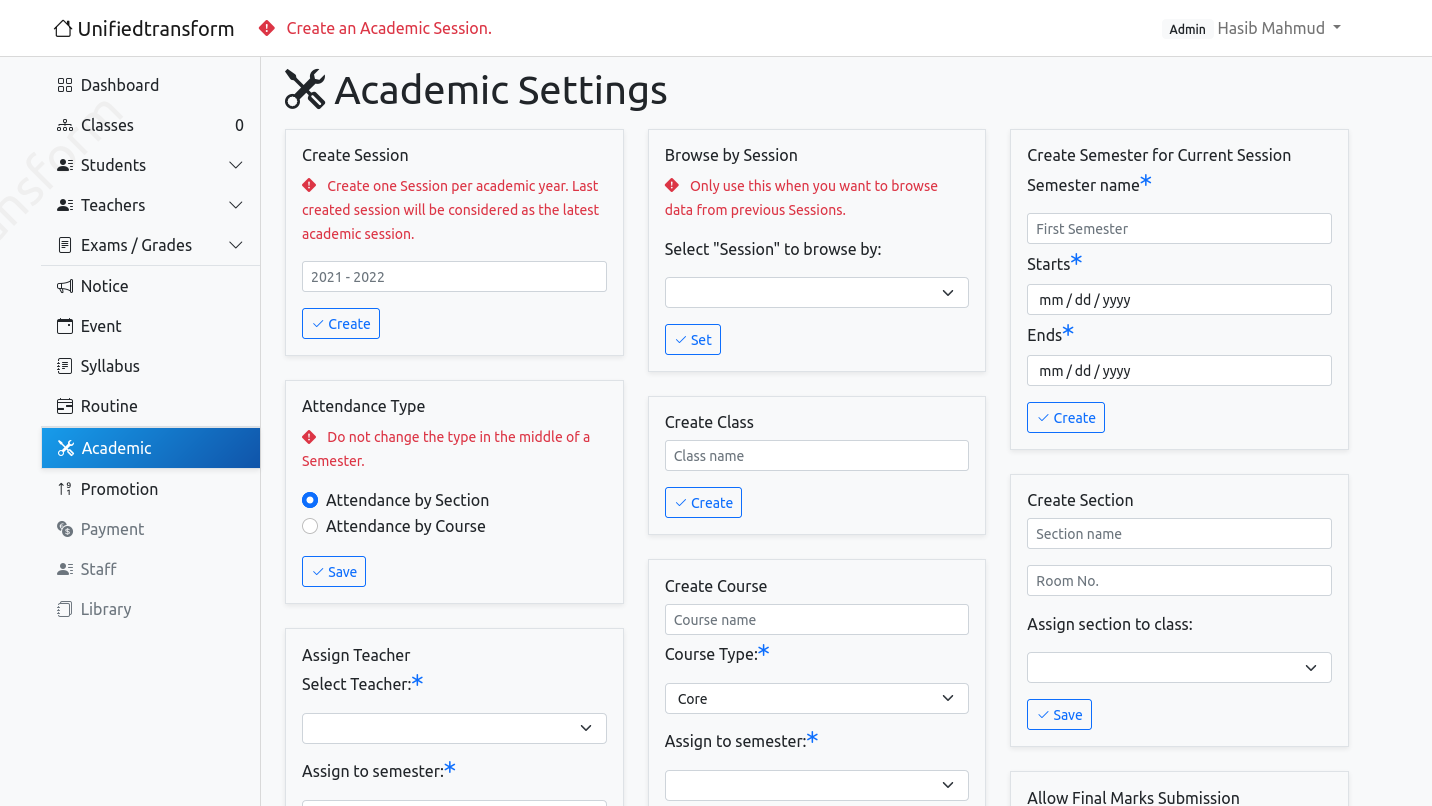 Unifiedtransform
Create an Academic Session.
Admin Hasib Mahmud
Dashboard
Classes 0
Students
Teachers
Exams / Grades
Notice
Event
Syllabus
Routine
Academic
Promotion
Payment
Staff
Library
Academic Settings
Create Session
Create one Session per academic year. Last
created session will be considered as the latest
academic session.
2021 - 2022
Create
Attendance Type
Do not change the type in the middle of a
Semester.
Attendance by Section
Attendance by Course
Save
Assign Teacher
Select Teacher:*
Assign to semester:*
Browse by Session
Only use this when you want to browse
data from previous Sessions.
Select "Session" to browse by:
Set
Create Class
Class name
Create
Create Course
Course name
Course Type:*
Core
Assign to semester:*
Create Semester for Current Session
Semester name*
First Semester
Starts*
mm / dd / yyyy
Ends*
mm / dd / yyyy
Create
Create Section
Section name
Room No.
Assign section to class:
Save
Allow Final Marks Submission